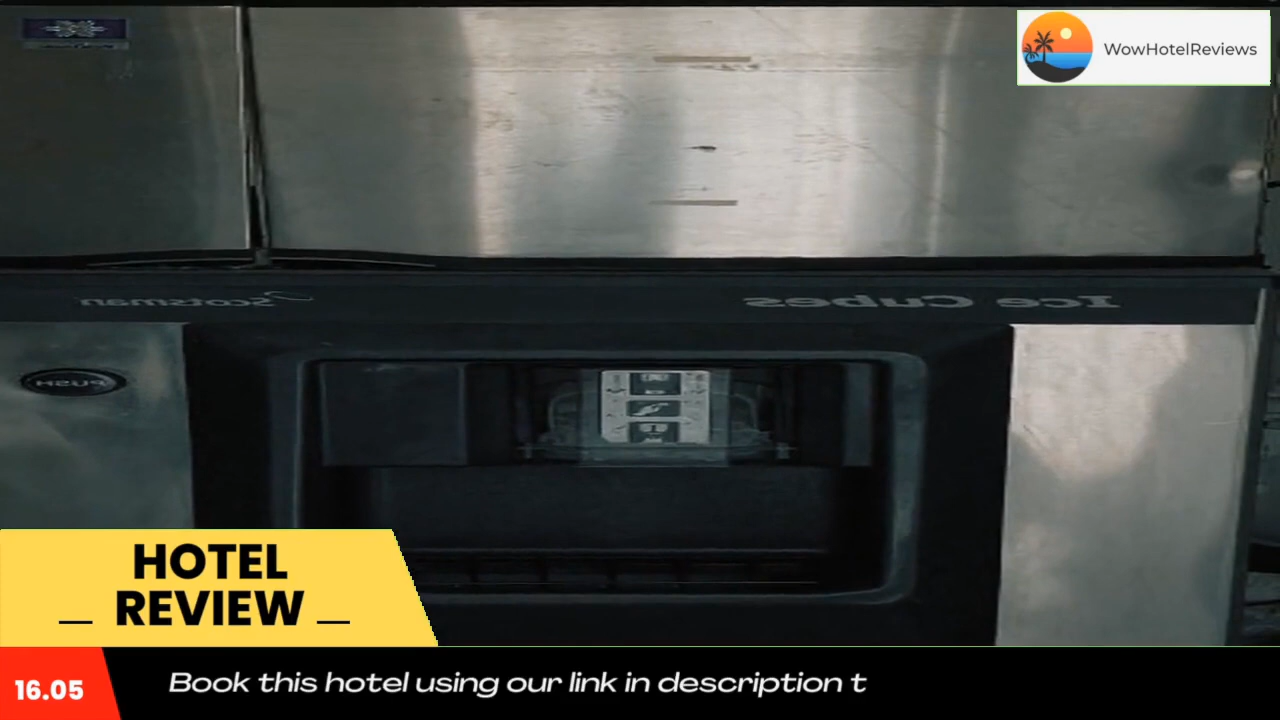 WowHotelReviews
Scotsman
Ice Cubes
PUSH
HOTEL
REVIEW
16.05
Book this hotel using our link in description t